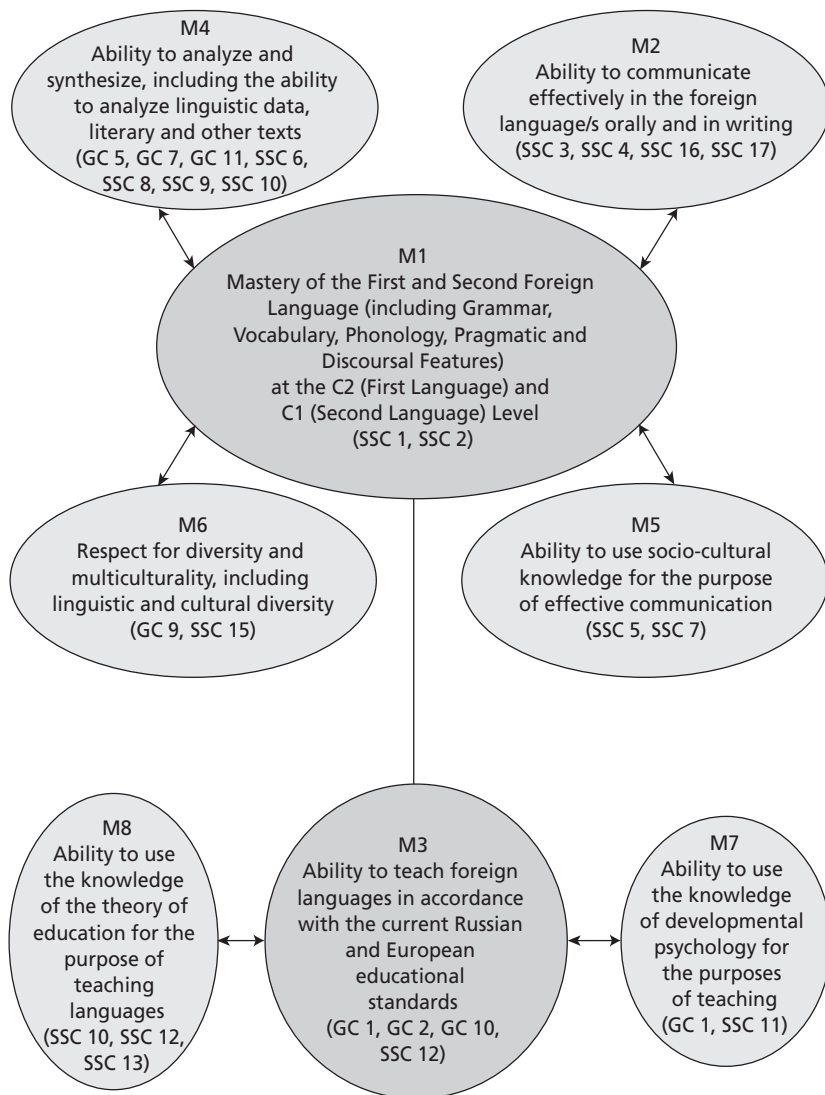 M4
Ability to analyze and
synthesize, including the ability
to analyze linguistic data,
literary and other texts
(GC 5, GC 7, GC 11, SSC 6,
SSC 8, SSC 9, SSC 10)
M2
Ability to communicate
effectively in the foreign
language/s orally and in writing
(SSC 3, SSC 4, SSC 16, SSC 17)
M1
Mastery of the First and Second Foreign
Language (including Grammar,
Vocabulary, Phonology, Pragmatic and
Discoursal Features)
at the C2 (First Language) and
C1 (Second Language) Level
(SSC 1, SSC 2)
M6
Respect for diversity and
multiculturality, including
linguistic and cultural diversity
(GC 9, SSC 15)
M5
Ability to use socio-cultural
knowledge for the purpose
of effective communication
(SSC 5, SSC 7)
M8
Ability to use
the knowledge
of the theory of
education for the
purpose of
teaching
languages
(SSC 10, SSC 12,
SSC 13)
M3
Ability to teach foreign
languages in accordance
with the current Russian
and European
educational
standards
(GC 1, GC 2, GC 10,
SSC 12)
M7
Ability to use
the knowledge
of developmental
psychology for
the purposes
of teaching
(GC 1, SSC 11)